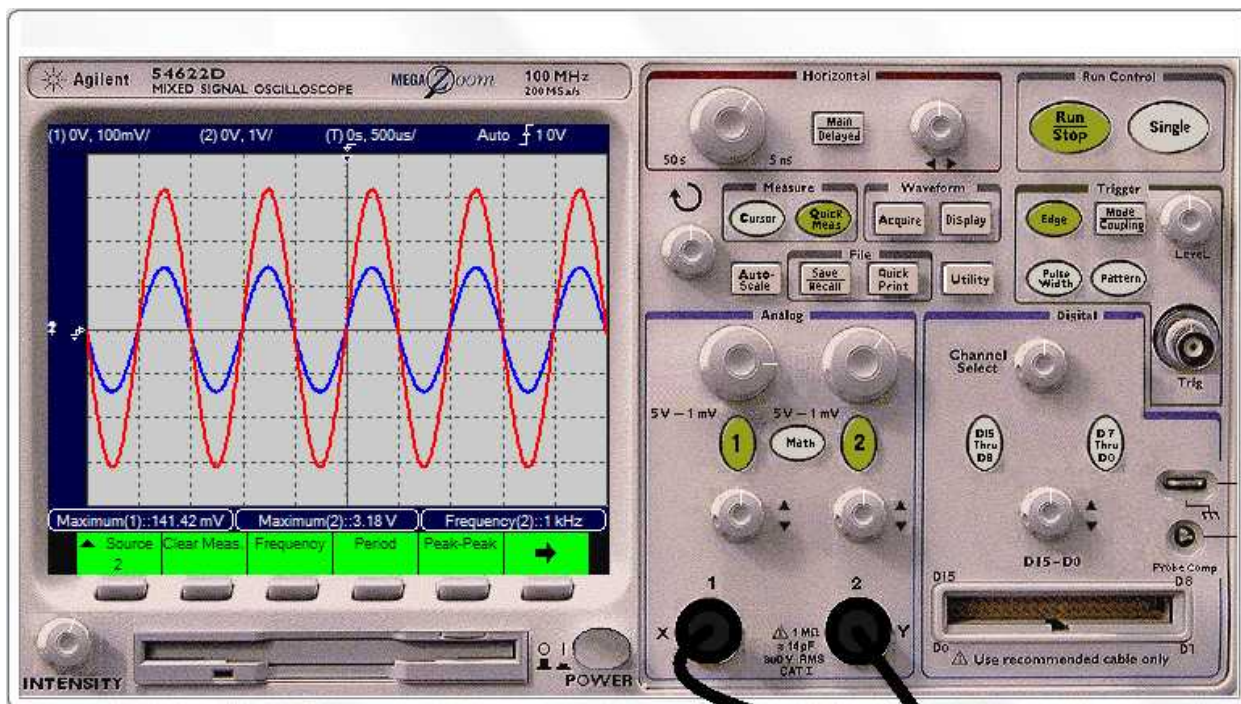 Agilent 54622D
MIXED SIGNAL OSCILLOSCOPE
MEGA Zoom
100 MHz
200 MSa/s
(1) 0V, 100mV/ (2) 0V, 1V/ (T) 0s, 500us/ Auto 1 0V
2
Maximum(1)::141.42 mV Maximum(2)::3.18 V Frequency(2)::1 kHz
Source Clear Meas. Frequency Period Peak-Peak
2
INTENSITY
POWER
Horizontal
Main
Delayed
50 s 5 ns
Run Control
Run
Stop
Single
Measure
Cursor
Quick
Meas
Waveform
Acquire Display
Trigger
Edge
Mode
Coupling
Level
Pulse
Width
Pattern
Trig
Auto-
Scale
File
Save
Recall
Quick
Print
Utility
Analog
5V – 1 mV 5V – 1 mV
1 Math 2
1 2
X Y
1 MΩ
≈ 14pF
300 V RMS
CAT I
Digital
Channel
Select
D15
Thru
D8
D7
Thru
D0
D15-D0
Probe Comp
D15 D8
D0 D7
Use recommended cable only